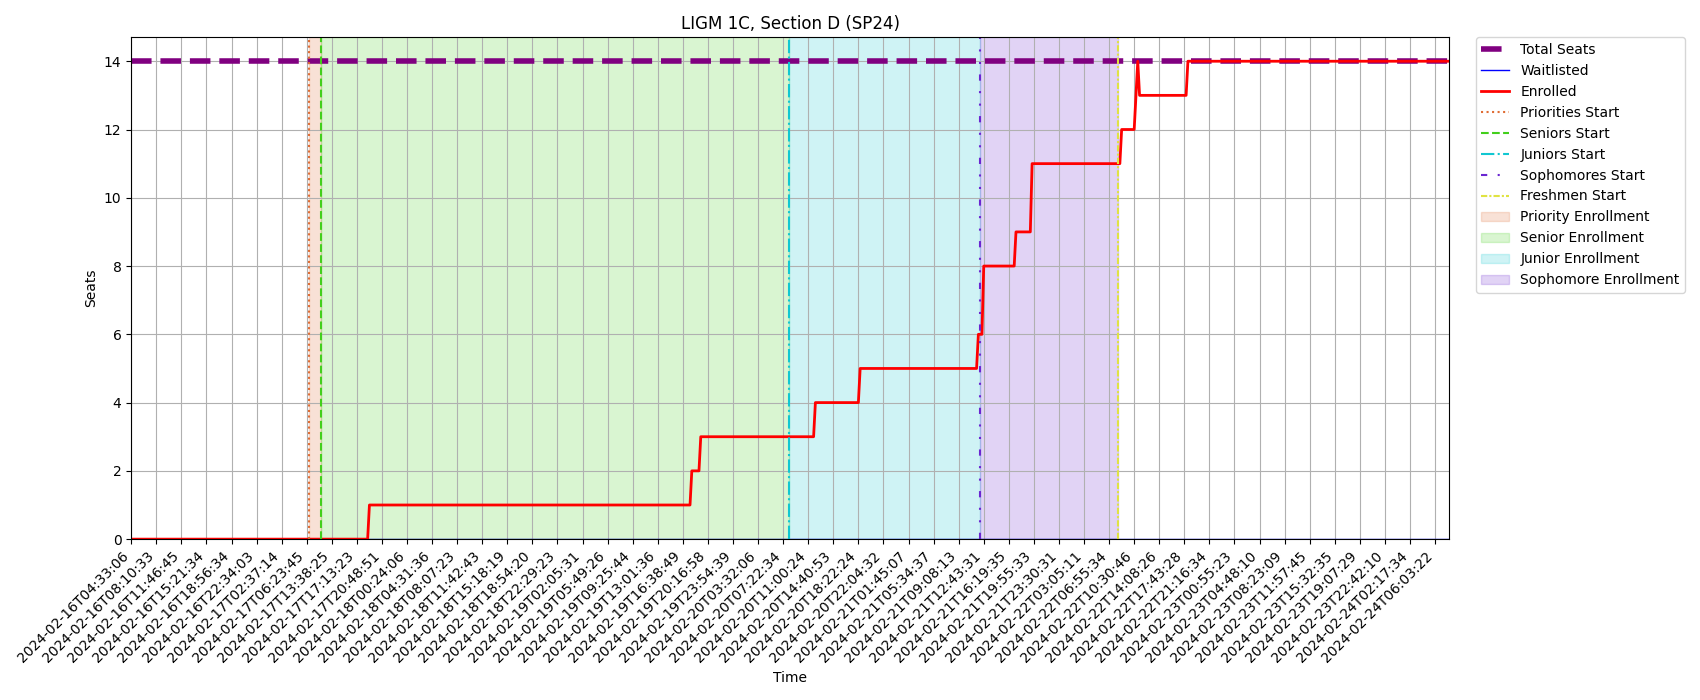 LIGM 1C, Section D (SP24)
Total Seats
Waitlisted
Enrolled
Priorities Start
Seniors Start
Juniors Start
Sophomores Start
Freshmen Start
Priority Enrollment
Senior Enrollment
Junior Enrollment
Sophomore Enrollment
Seats
14
12
10
8
6
4
2
0
2024-02-16T04:33:06
2024-02-16T08:10:33
2024-02-16T11:46:45
2024-02-16T15:21:34
2024-02-16T18:56:34
2024-02-16T22:34:03
2024-02-17T02:37:14
2024-02-17T06:23:45
2024-02-17T13:38:25
2024-02-17T17:13:23
2024-02-17T20:48:51
2024-02-18T00:24:06
2024-02-18T04:31:36
2024-02-18T08:07:23
2024-02-18T11:42:43
2024-02-18T15:18:19
2024-02-18T18:54:20
2024-02-18T22:29:23
2024-02-19T02:05:31
2024-02-19T05:49:26
2024-02-19T09:25:44
2024-02-19T13:01:36
2024-02-19T16:38:49
2024-02-19T20:16:58
2024-02-19T23:54:39
2024-02-20T03:32:06
2024-02-20T07:22:34
2024-02-20T11:00:24
2024-02-20T14:40:53
2024-02-20T18:22:24
2024-02-20T22:04:32
2024-02-21T01:45:07
2024-02-21T05:34:37
2024-02-21T09:08:13
2024-02-21T12:43:31
2024-02-21T16:19:35
2024-02-21T19:55:33
2024-02-21T23:30:31
2024-02-22T03:05:11
2024-02-22T06:55:34
2024-02-22T10:30:46
2024-02-22T14:08:26
2024-02-22T17:43:28
2024-02-22T21:16:34
2024-02-23T00:55:23
2024-02-23T04:48:10
2024-02-23T08:23:09
2024-02-23T11:57:45
2024-02-23T15:32:35
2024-02-23T19:07:29
2024-02-23T22:42:10
2024-02-24T02:17:34
2024-02-24T06:03:22
Time